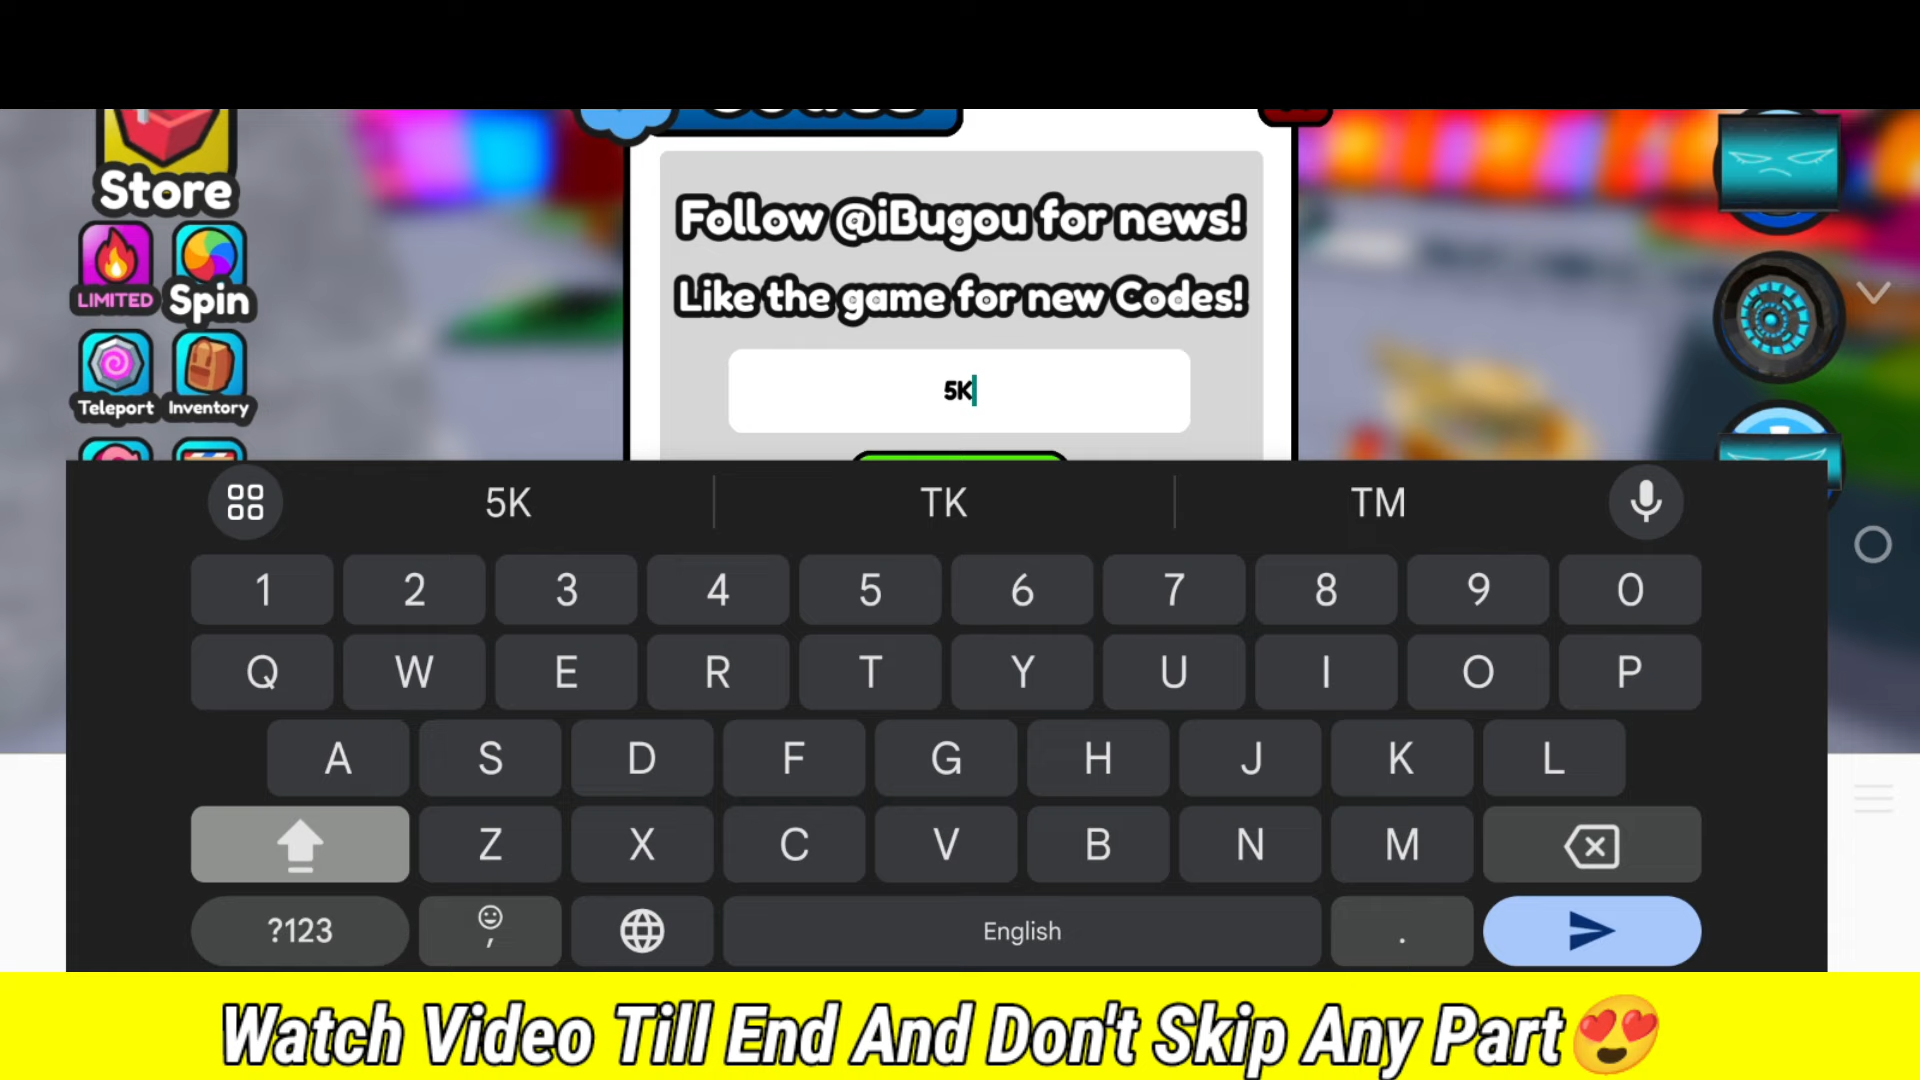 Store
LIMITED
Spin
Teleport
Inventory
Follow @iBugou for news!
Like the game for new Codes!
5K
5K TK TM
1 2 3 4 5 6 7 8 9 0
Q W E R T Y U I O P
A S D F G H J K L
Z X C V B N M
?123 , English .
Watch Video Till End And Don't Skip Any Part